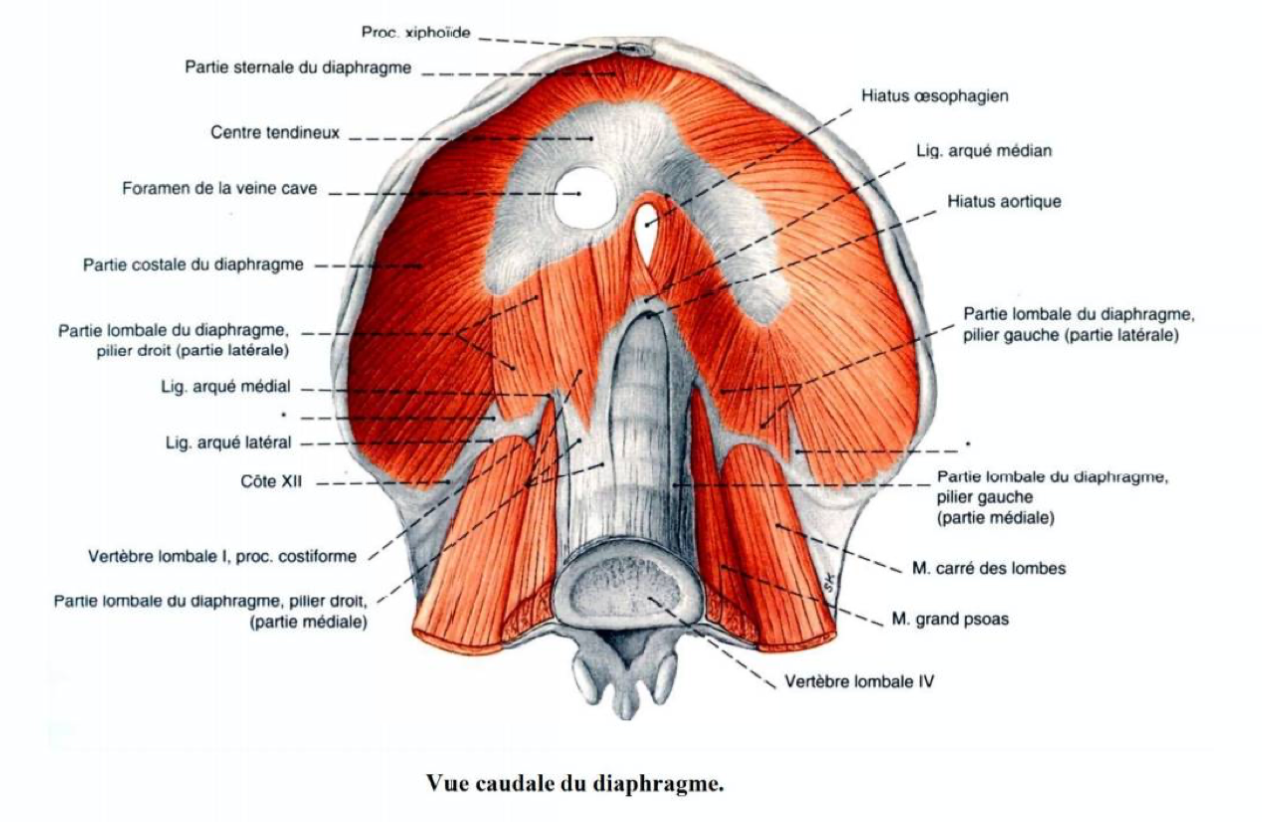 Proc. xiphoïde
Partie sternale du diaphragme
Centre tendineux
Foramen de la veine cave
Partie costale du diaphragme
Partie lombale du diaphragme,
pilier droit (partie latérale)
Lig. arqué médial
*
Lig. arqué latéral
Côte XII
Vertèbre lombale I, proc. costiforme
Partie lombale du diaphragme, pilier droit,
(partie médiale)
Hiatus œsophagien
Lig. arqué médian
Hiatus aortique
Partie lombale du diaphragme,
pilier gauche (partie latérale)
*
Partie lombale du diaphragme,
pilier gauche
(partie médiale)
M. carré des lombes
SK
M. grand psoas
Vertèbre lombale IV
Vue caudale du diaphragme.